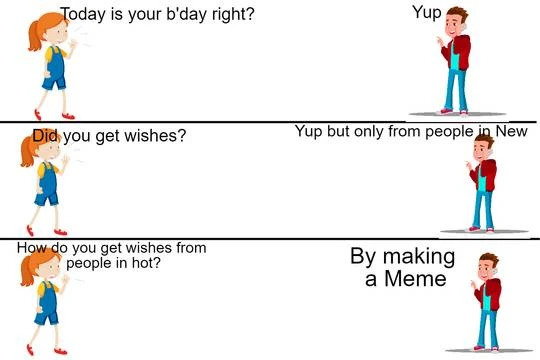 Today is your b'day right?
Yup
Did you get wishes?
Yup but only from people in New
How do you get wishes from
people in hot?
By making
a Meme